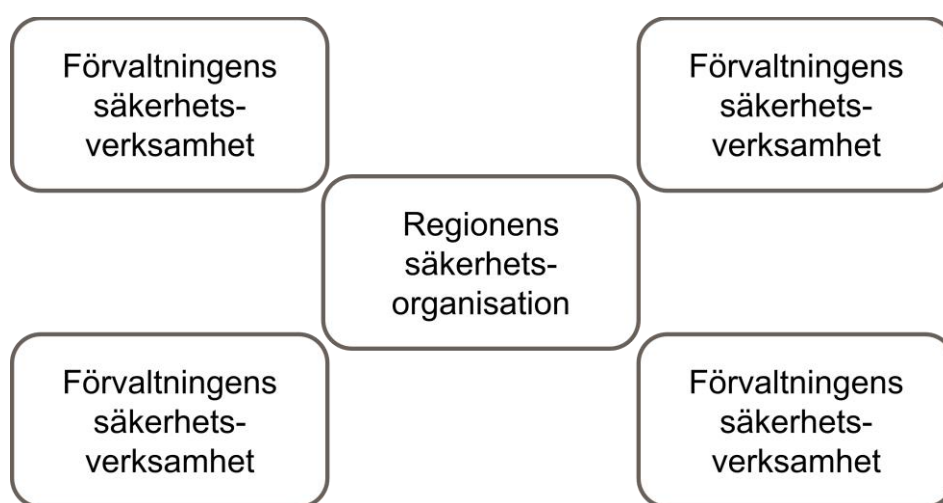 Förvaltningens
säkerhets-
verksamhet
Förvaltningens
säkerhets-
verksamhet
Regionens
säkerhets-
organisation
Förvaltningens
säkerhets-
verksamhet
Förvaltningens
säkerhets-
verksamhet